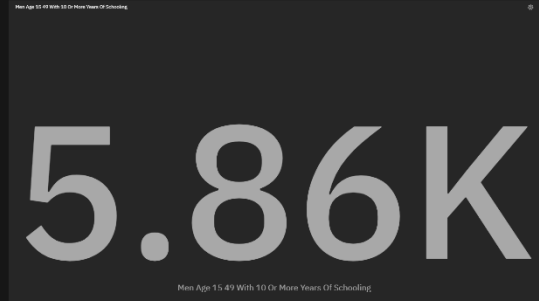 Men Age 15 49 With 10 Or More Years Of Schooling
5.86K
Men Age 15 49 With 10 Or More Years Of Schooling